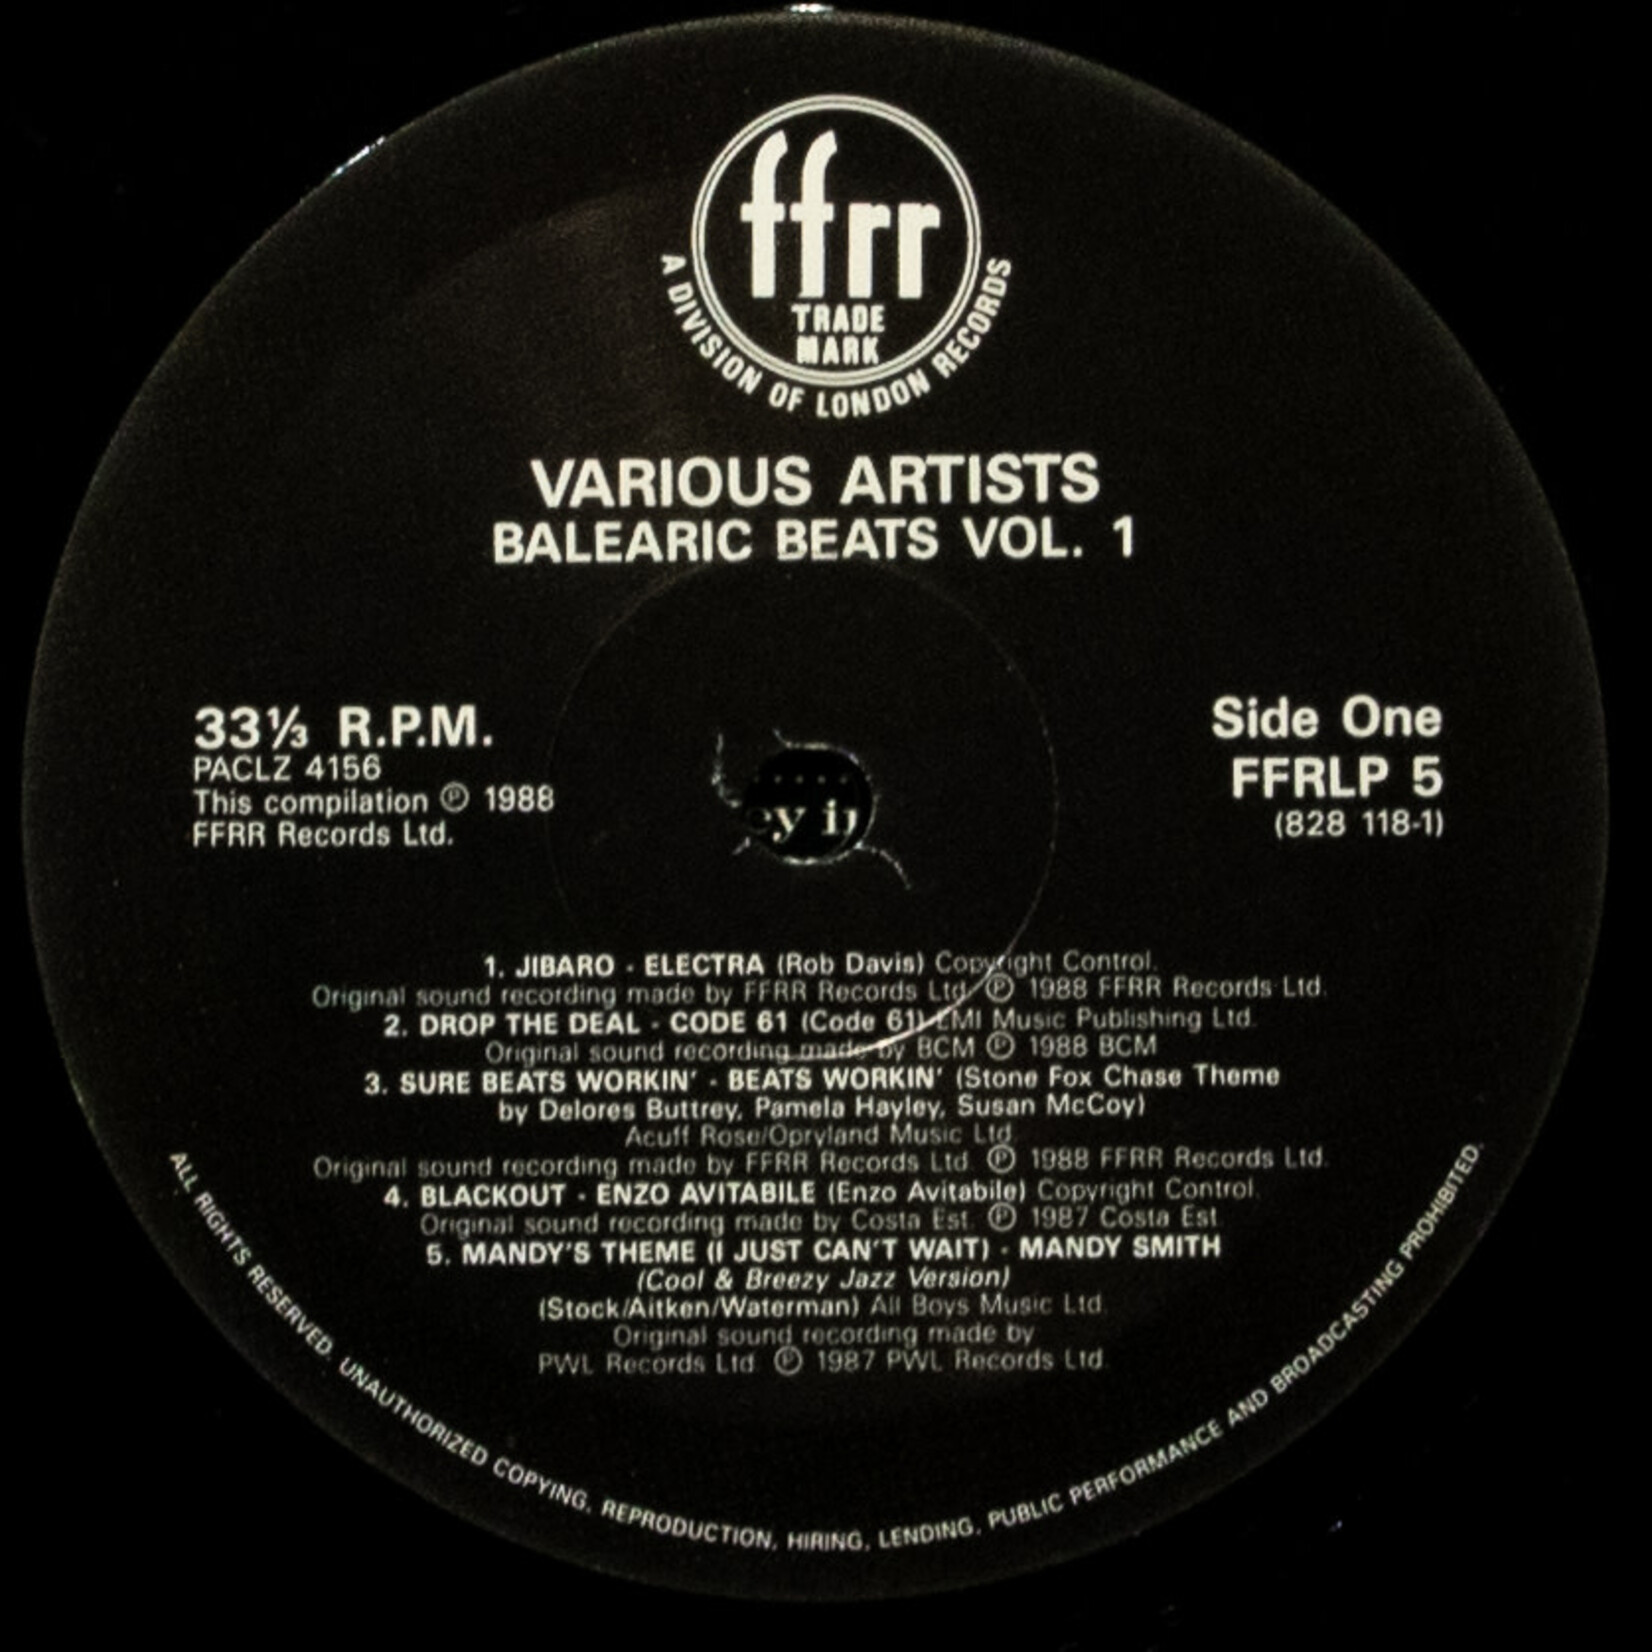 ffrr
TRADE
MARK
A DIVISION OF LONDON RECORDS
VARIOUS ARTISTS
BALEARIC BEATS VOL. 1
33⅓ R.P.M.
PACLZ 4156
This compilation ℗ 1988
FFRR Records Ltd.
Side One
FFRLP 5
(828 118-1)
1. JIBARO - ELECTRA (Rob Davis) Copyright Control.
Original sound recording made by FFRR Records Ltd. ℗ 1988 FFRR Records Ltd.
2. DROP THE DEAL - CODE 61 (Code 61) EMI Music Publishing Ltd.
Original sound recording made by BCM ℗ 1988 BCM
3. SURE BEATS WORKIN' - BEATS WORKIN' (Stone Fox Chase Theme
by Delores Buttrey, Pamela Hayley, Susan McCoy)
Acuff Rose/Opryland Music Ltd.
Original sound recording made by FFRR Records Ltd. ℗ 1988 FFRR Records Ltd.
4. BLACKOUT - ENZO AVITABILE (Enzo Avitabile) Copyright Control.
Original sound recording made by Costa Est. ℗ 1987 Costa Est.
5. MANDY'S THEME (I JUST CAN'T WAIT) - MANDY SMITH
(Cool & Breezy Jazz Version)
(Stock/Aitken/Waterman) All Boys Music Ltd.
Original sound recording made by
PWL Records Ltd. ℗ 1987 PWL Records Ltd.
ALL RIGHTS RESERVED. UNAUTHORIZED COPYING, REPRODUCTION, HIRING, LENDING, PUBLIC PERFORMANCE AND BROADCASTING PROHIBITED.